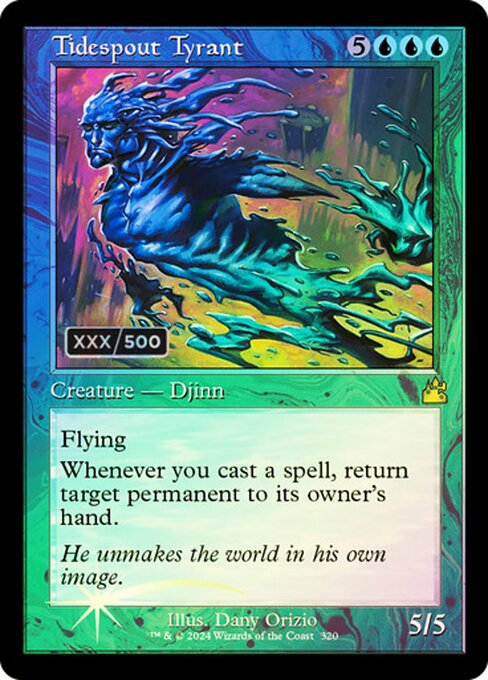 Tidespout Tyrant 5
XXX/500
Creature — Djinn
Flying
Whenever you cast a spell, return
target permanent to its owner's
hand.
He unmakes the world in his own
image.
Illus. Dany Orizio
5/5
™ & © 2024 Wizards of the Coast 320